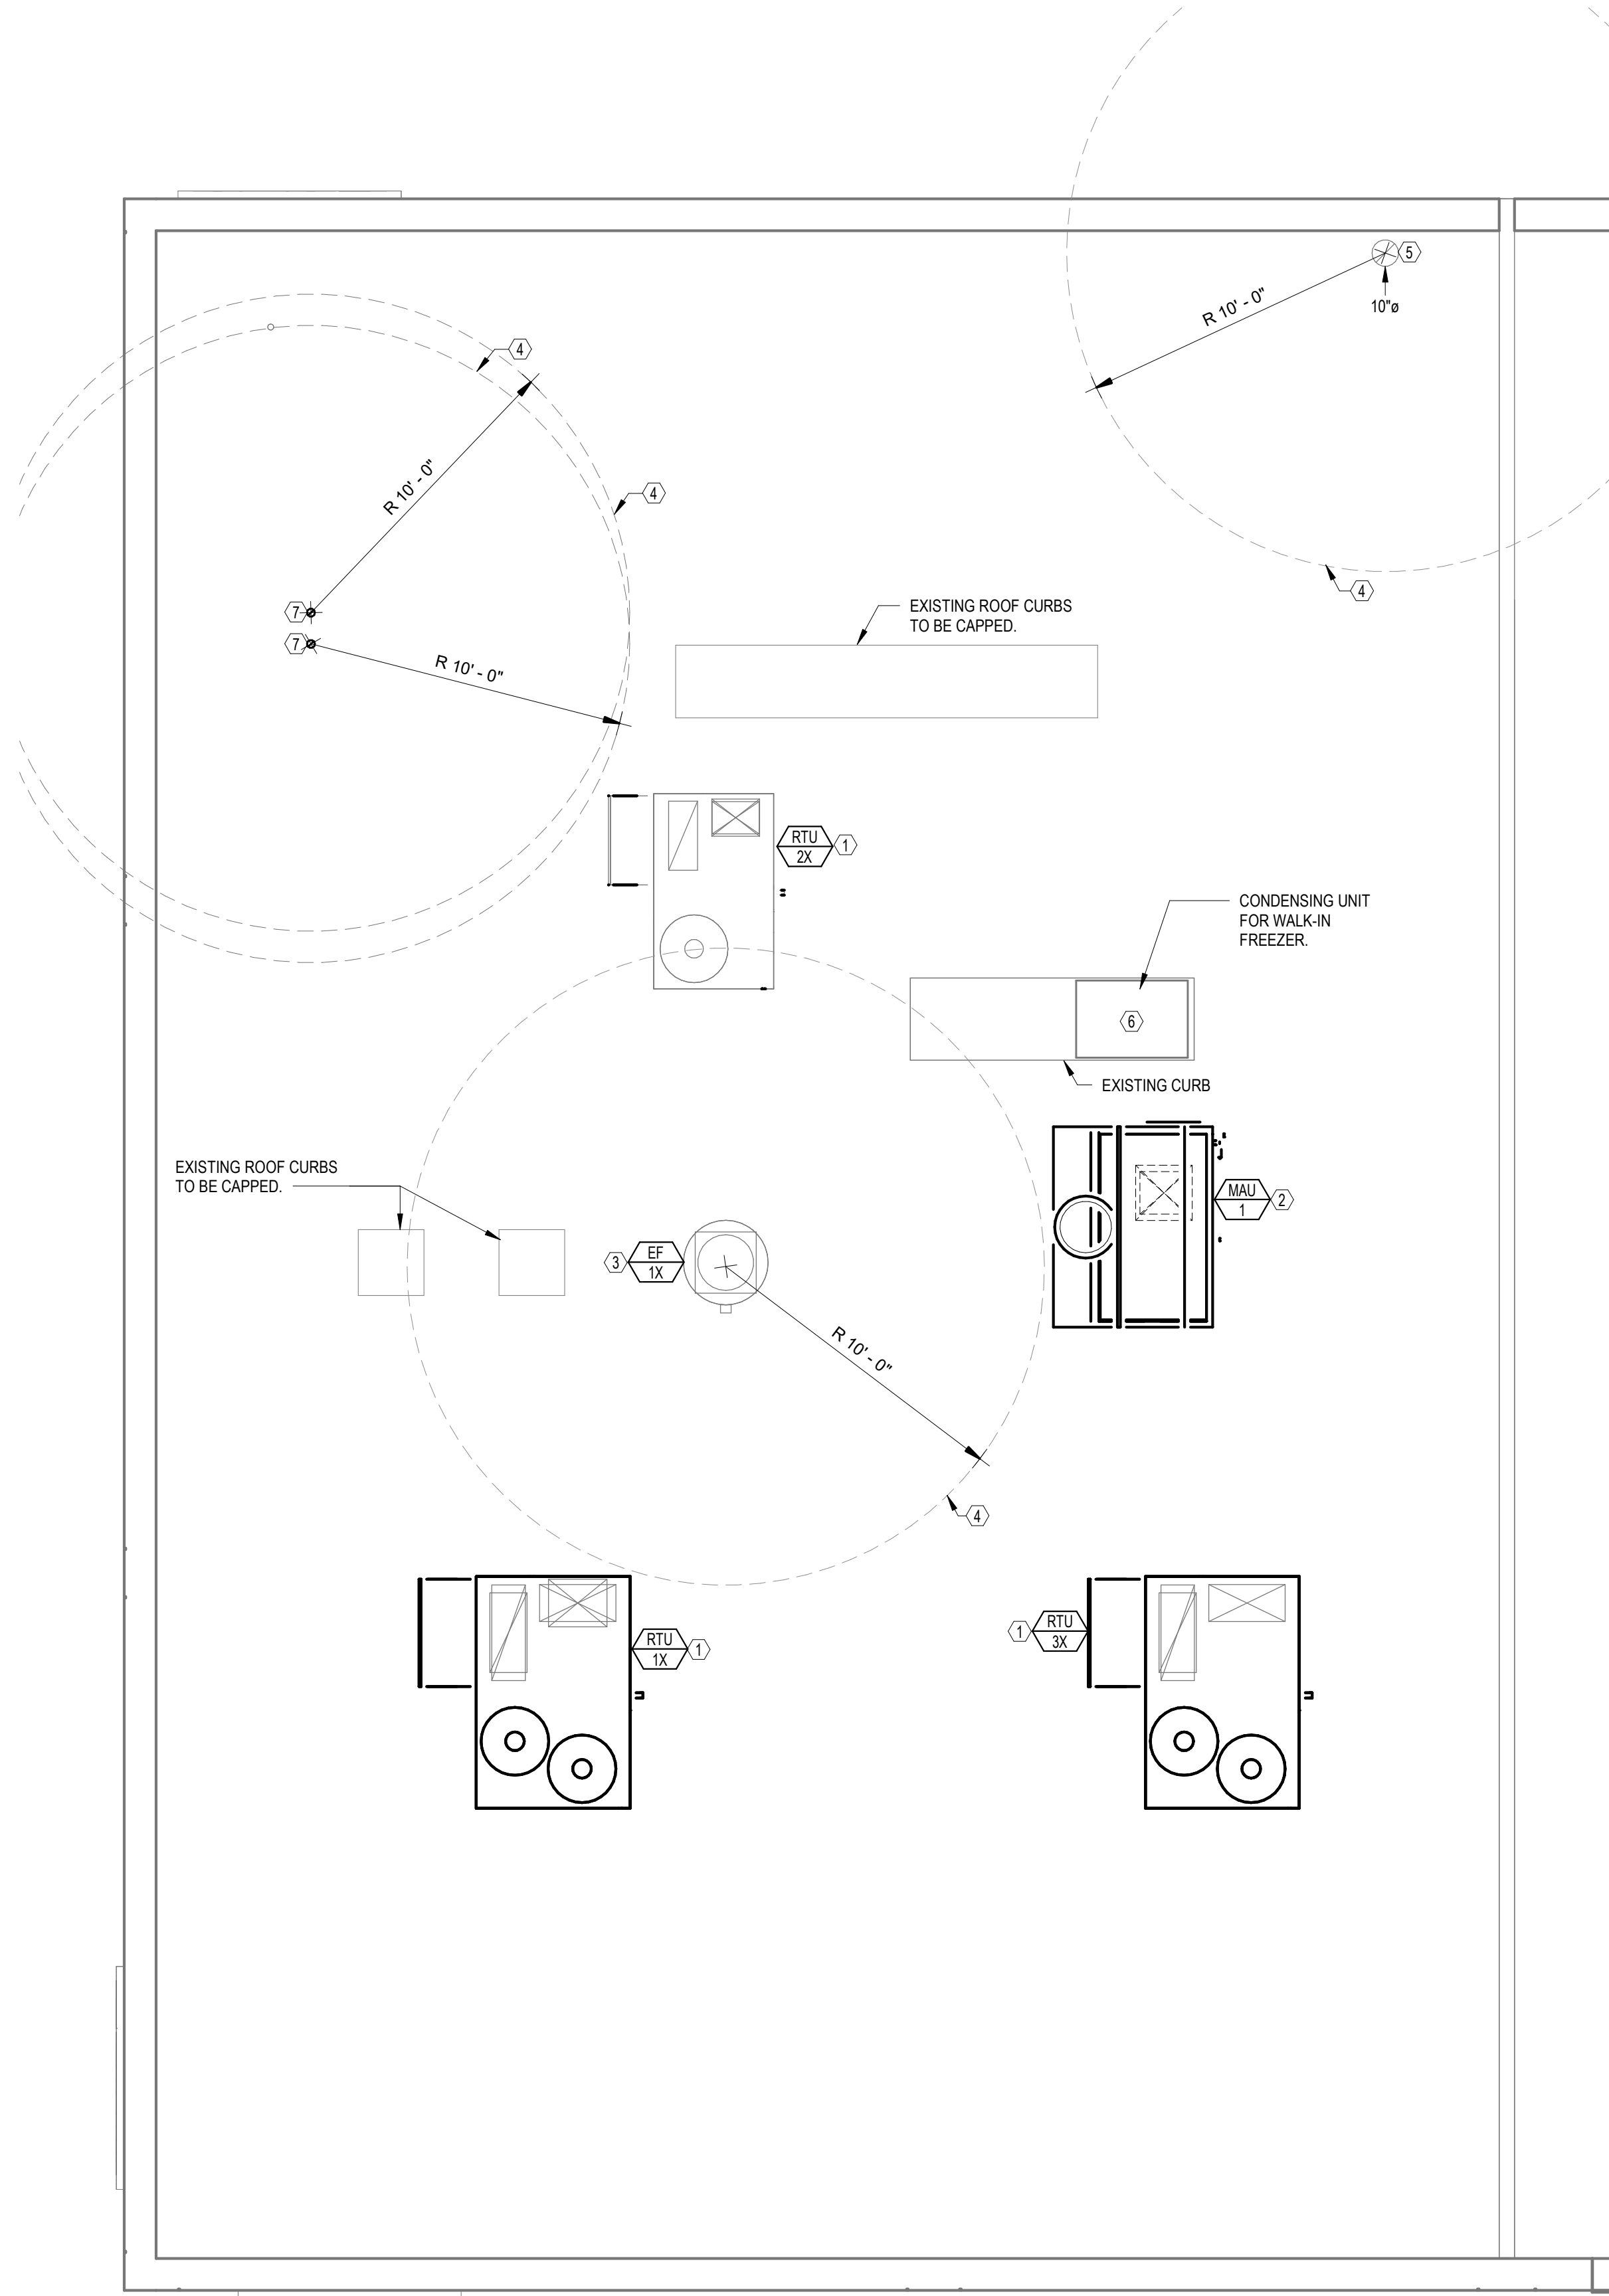 5
R 10' - 0"
10"ø
4
R 10' - 0"
4
4
7
7
R 10' - 0"
EXISTING ROOF CURBS
TO BE CAPPED.
RTU
2X
1
CONDENSING UNIT
FOR WALK-IN
FREEZER.
6
EXISTING CURB
EXISTING ROOF CURBS
TO BE CAPPED.
MAU
1
2
3
EF
1X
R 10' - 0"
4
RTU
1X
1
1
RTU
3X